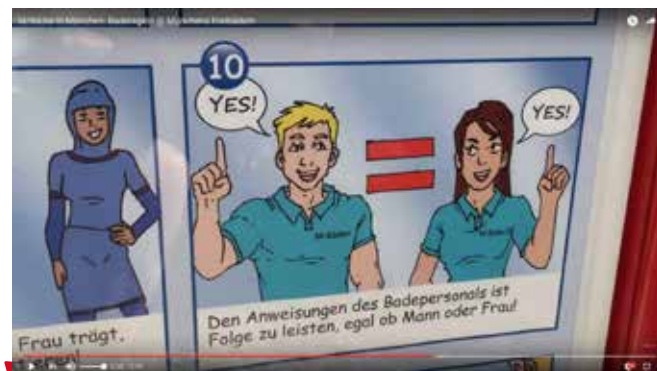 10
YES!
YES!
Den Anweisungen des Badepersonals ist
Folge zu leisten, egal ob Mann oder Frau!
Frau trägt,